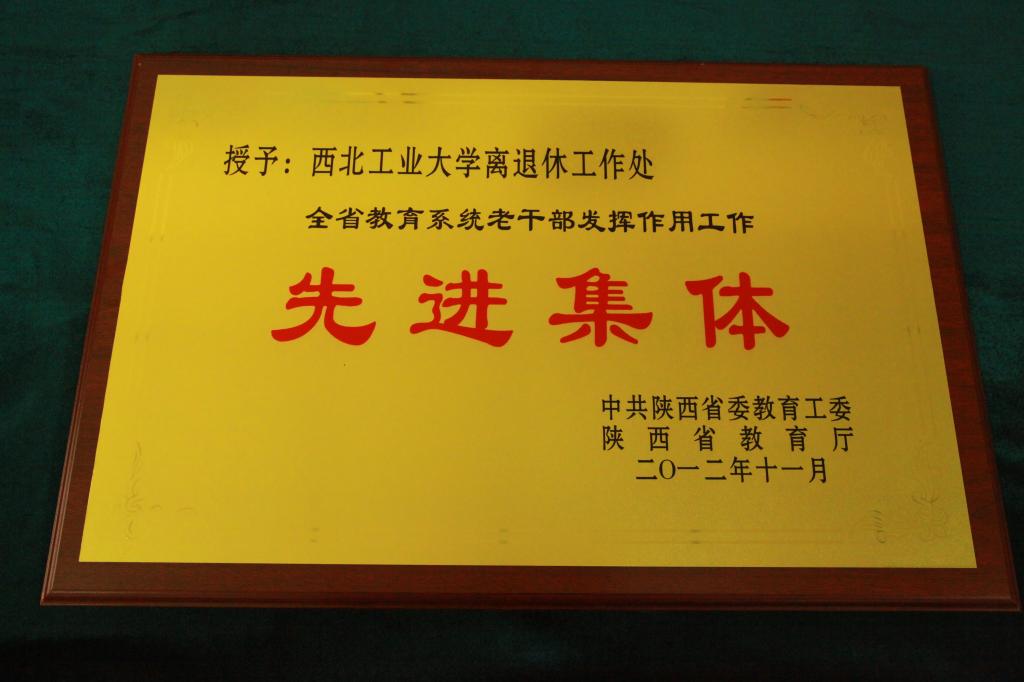 授予：西北工业大学离退休工作处
全省教育系统老干部发挥作用工作
先进集体
中共陕西省委教育工委
陕西省教育厅
二〇一二年十一月